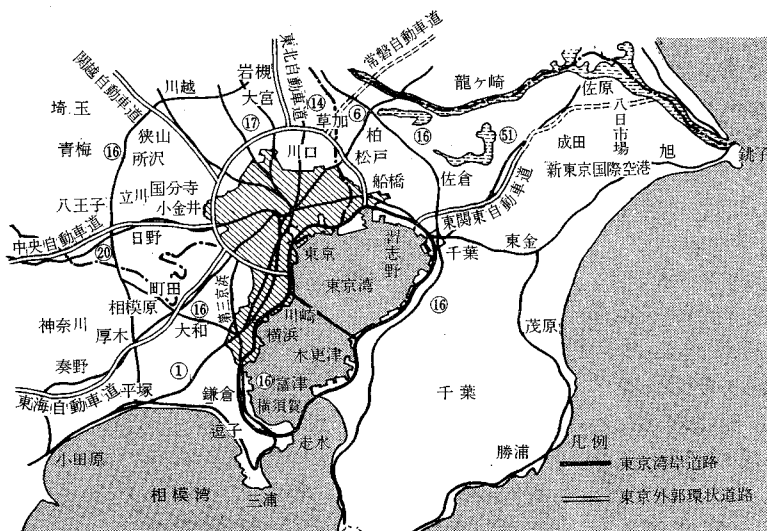 関越自動車道
川越
岩槻
大宮
東北自動車道
常磐自動車道
龍ヶ崎
佐原
八日市場
銚子
埼玉
⑯
狭山
⑰
⑭
草加
⑥
柏
⑯
㊿①
成田
旭
青梅
所沢
川口
松戸
船橋
佐倉
新東京国際空港
八王子
立川
国分寺
小金井
東関東自動車道
中央自動車道
日野
東京
習志野
千葉
東金
⑳
東京湾
町田
第三京浜
⑯
相模原
⑯
川崎
茂原
神奈川
厚木
大和
横浜
木更津
秦野
①
鎌倉
⑯
富津
千葉
東海自動車道
平塚
横須賀
逗子
走水
勝浦
小田原
三浦
相模湾
凡例
東京湾岸道路
東京外郭環状道路